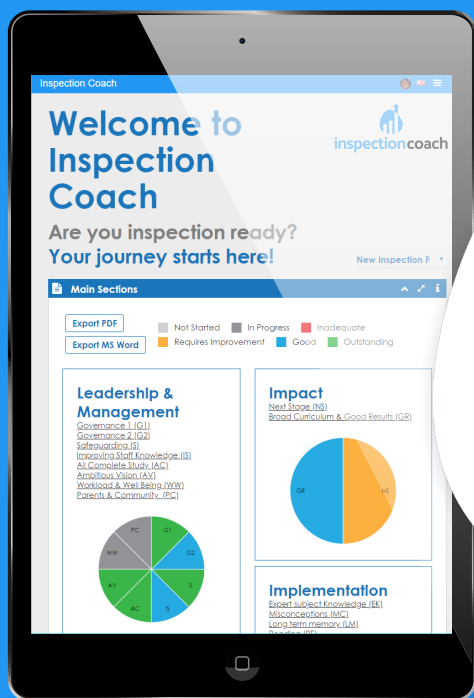 Inspection Coach
inspectioncoach
Welcome to
Inspection
Coach
Are you inspection ready?
Your journey starts here!
New Inspection F
Main Sections
Export PDF
Export MS Word
Not Started
In Progress
Inadequate
Requires Improvement
Good
Outstanding
Leadership &
Management
Governance 1 (G1)
Governance 2 (G2)
Safeguarding (S)
Improving Staff Knowledge (IS)
All Complete Study (AC)
Ambitious Vision (AV)
Workload & Well Being (WW)
Parents & Community (PC)
PC
G1
WW
G2
AV
S
AC
IS
Impact
Next Stage (NS)
Broad Curriculum & Good Results (GR)
GR
NS
Implementation
Expert subject Knowledge (EK)
Misconceptions (MC)
Long term memory (LM)